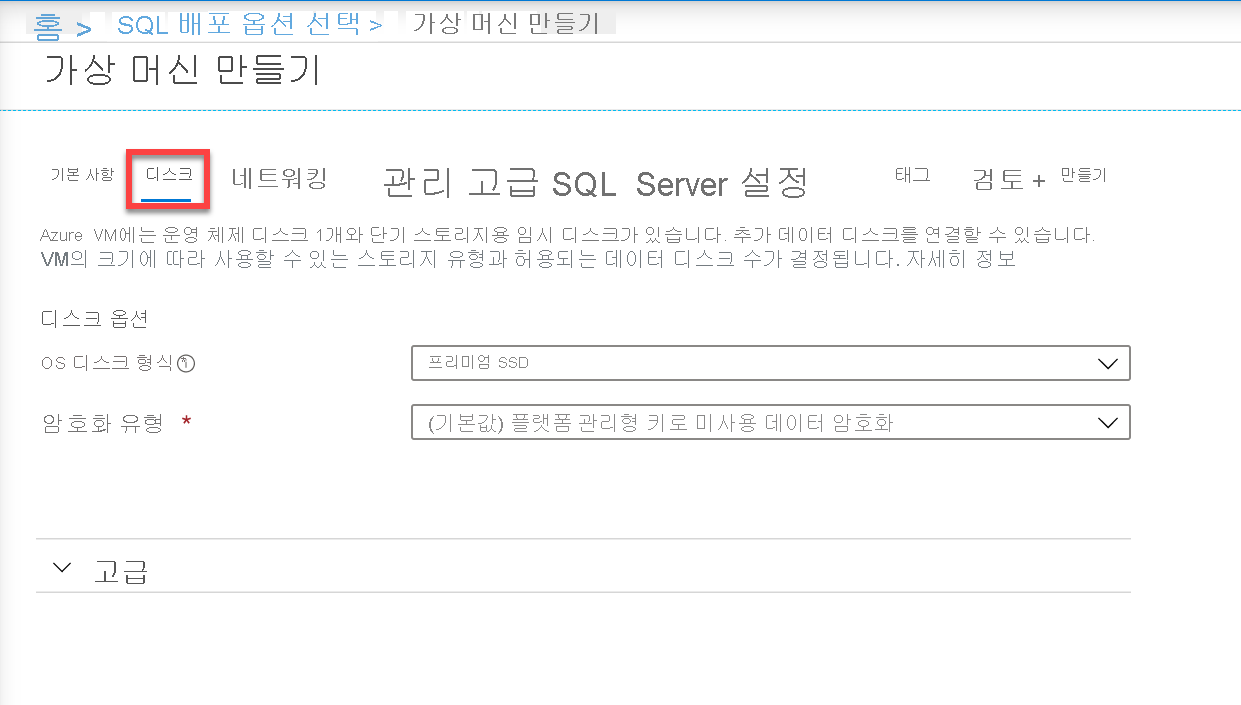 홈 > SQL 배포 옵션 선택 > 가상 머신 만들기
가상 머신 만들기
기본 사항 디스크 네트워킹 관리 고급 SQL Server 설정 태그 검토 + 만들기
Azure VM에는 운영 체제 디스크 1개와 단기 스토리지용 임시 디스크가 있습니다. 추가 데이터 디스크를 연결할 수 있습니다.
VM의 크기에 따라 사용할 수 있는 스토리지 유형과 허용되는 데이터 디스크 수가 결정됩니다. 자세히 정보
디스크 옵션
OS 디스크 형식 프리미엄 SSD
암호화 유형 * (기본값) 플랫폼 관리형 키로 미사용 데이터 암호화
고급